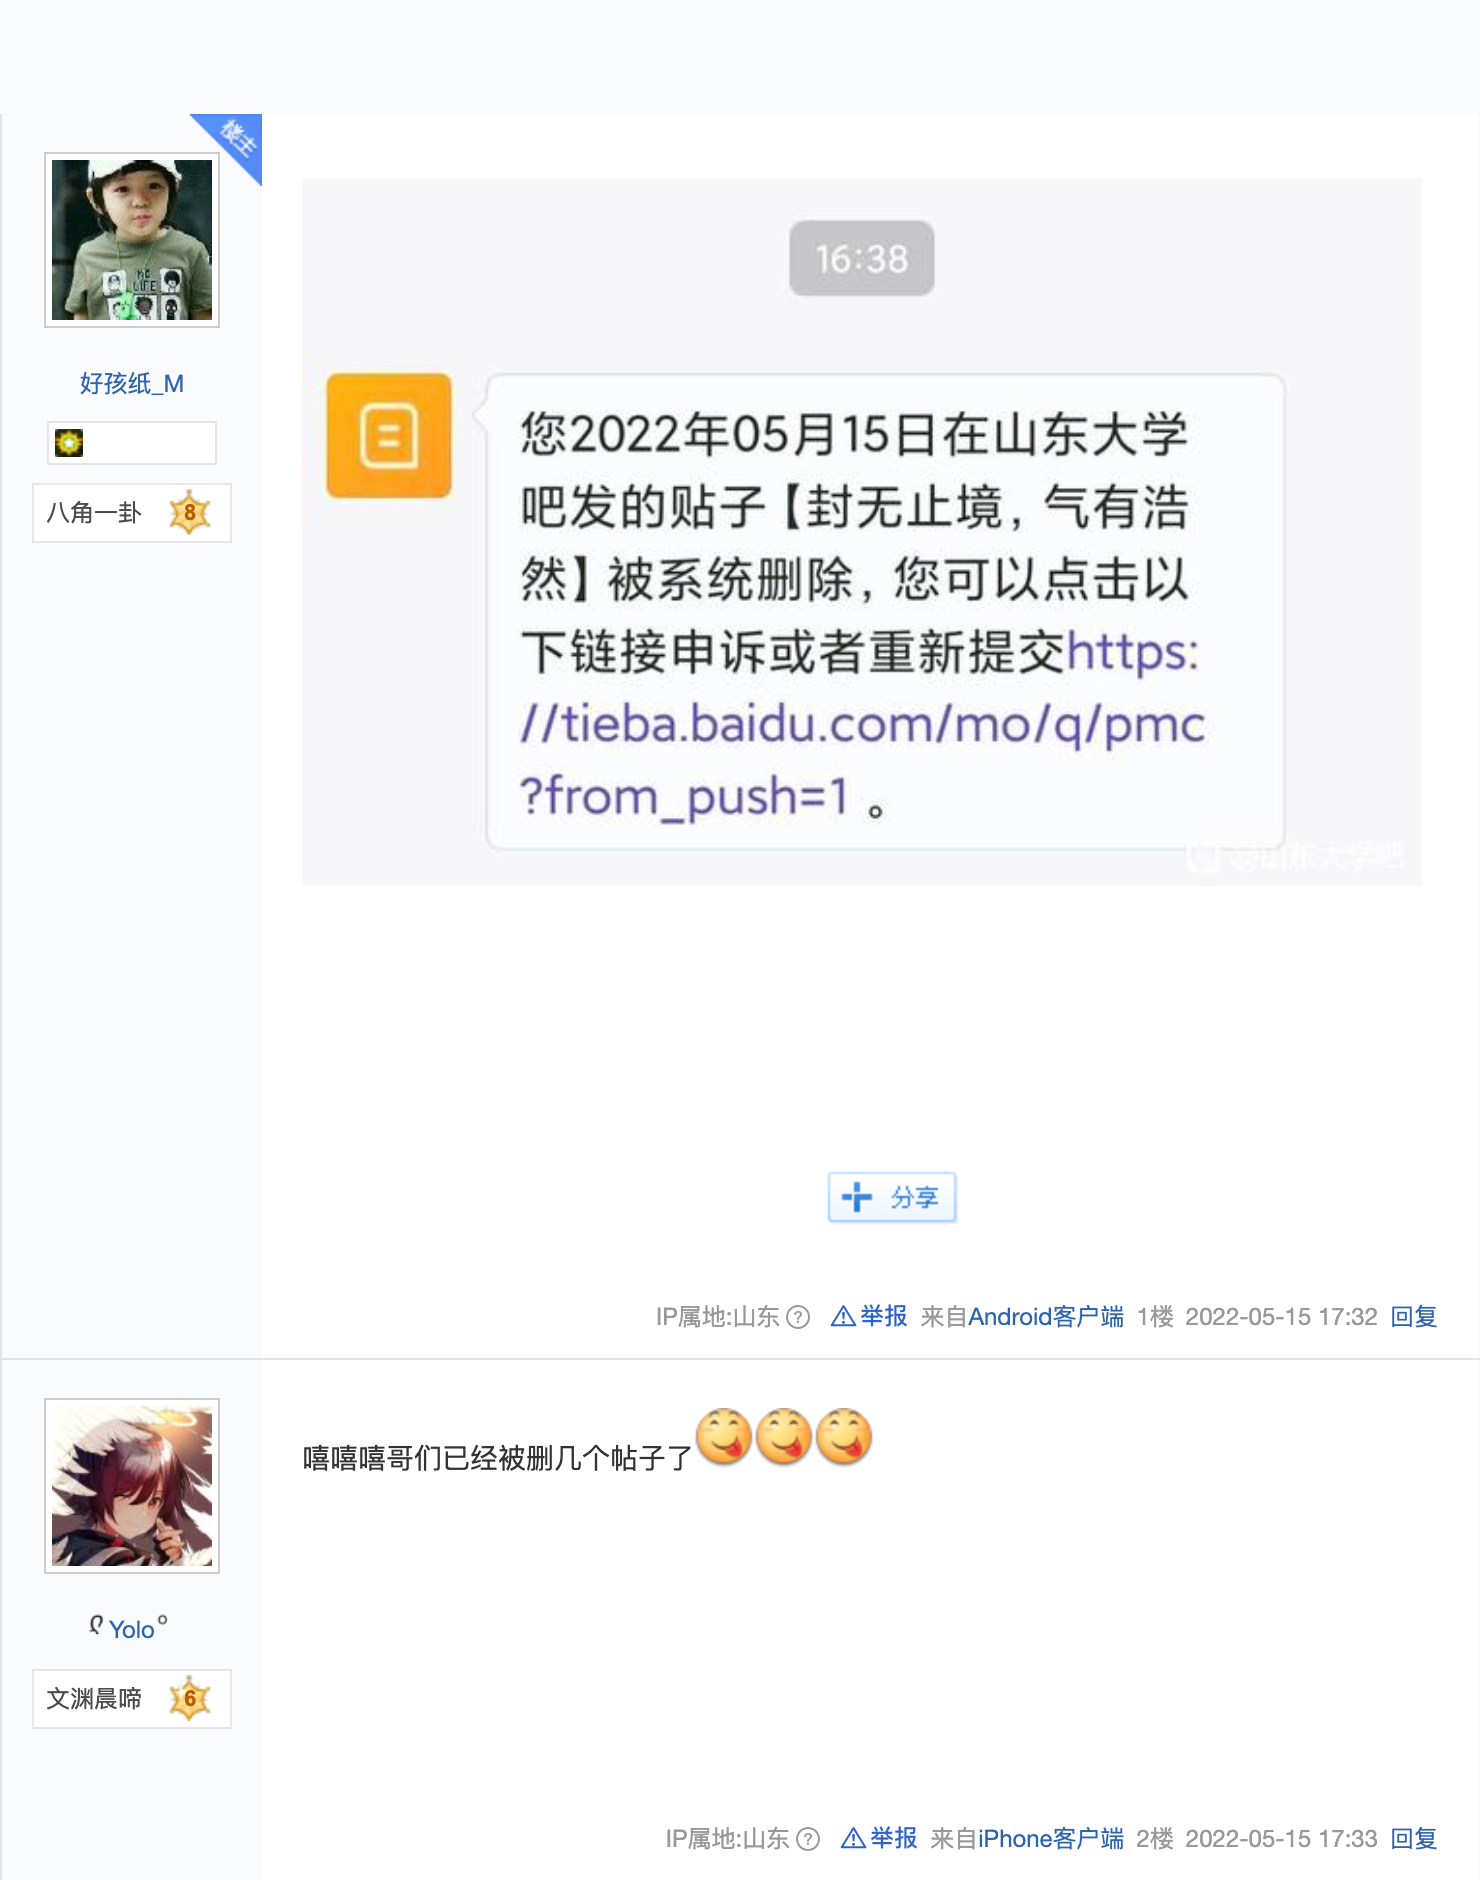 楼主
16:38
您2022年05月15日在山东大学
吧发的贴子【封无止境，气有浩
然】被系统删除，您可以点击以
下链接申诉或者重新提交https:
//tieba.baidu.com/mo/q/pmc
?from_push=1 。
山东大学吧
好孩纸_M
八角一卦 8
分享
IP属地:山东 举报 来自Android客户端 1楼 2022-05-15 17:32 回复
嘻嘻嘻哥们已经被删几个帖子了
Yolo
文渊晨啼 6
IP属地:山东 举报 来自iPhone客户端 2楼 2022-05-15 17:33 回复